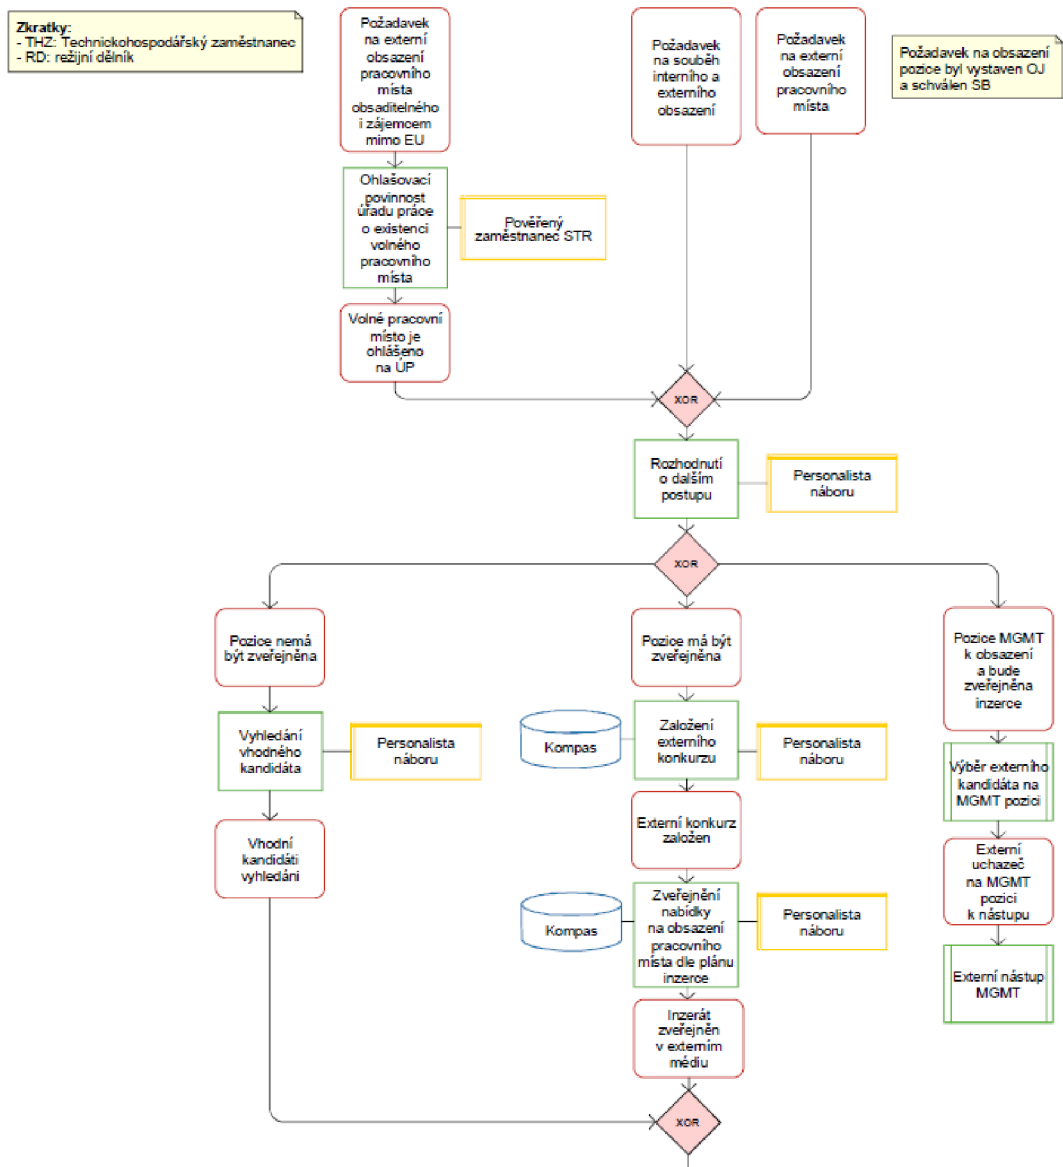 Zkratky:
- THZ: Technickohospodářský zaměstnanec
- RD: režijní dělník
Požadavek
na externí
obsazení
pracovního
místa
obsaditelného
i zájemcem
mimo EU
Požadavek
na souběh
interního a
externího
obsazení
Požadavek
na externí
obsazení
pracovního
místa
Požadavek na obsazení
pozice byl vystaven OJ
a schválen SB
Ohlašovací
povinnost
úřadu práce
o existenci
volného
pracovního
místa
Pověřený
zaměstnanec STR
Volné pracovní
místo je
ohlášeno
na ÚP
XOR
Rozhodnutí
o dalším
postupu
Personalista
náboru
XOR
Pozice nemá
být zveřejněna
Pozice má být
zveřejněna
Pozice MGMT
k obsazení
a bude
zveřejněna
inzerce
Vyhledání
vhodného
kandidáta
Personalista
náboru
Kompas
Založení
externího
konkurzu
Personalista
náboru
Výběr externího
kandidáta na
MGMT pozici
Vhodní
kandidáti
vyhledáni
Externí konkurz
založen
Externí
uchazeč
na MGMT
pozici
k nástupu
Kompas
Zveřejnění
nabídky
na obsazení
pracovního
místa dle plánu
inzerce
Personalista
náboru
Externí nástup
MGMT
Inzerát
zveřejněn
v externím
médiu
XOR